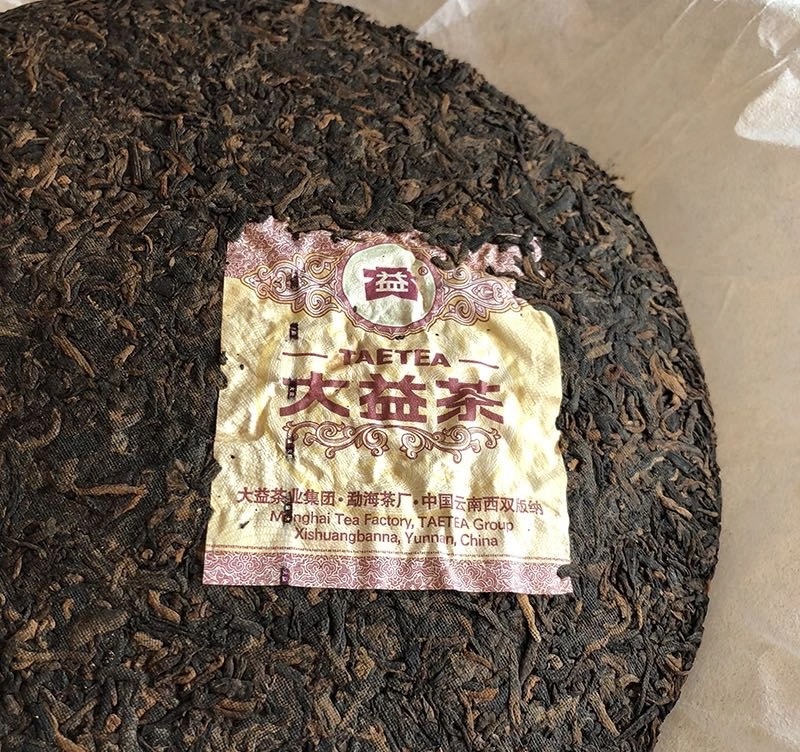 益®
TAETEA
大益茶
大益茶业集团·勐海茶厂·中国云南西双版纳
Menghai Tea Factory, TAETEA Group
Xishuangbanna, Yunnan, China